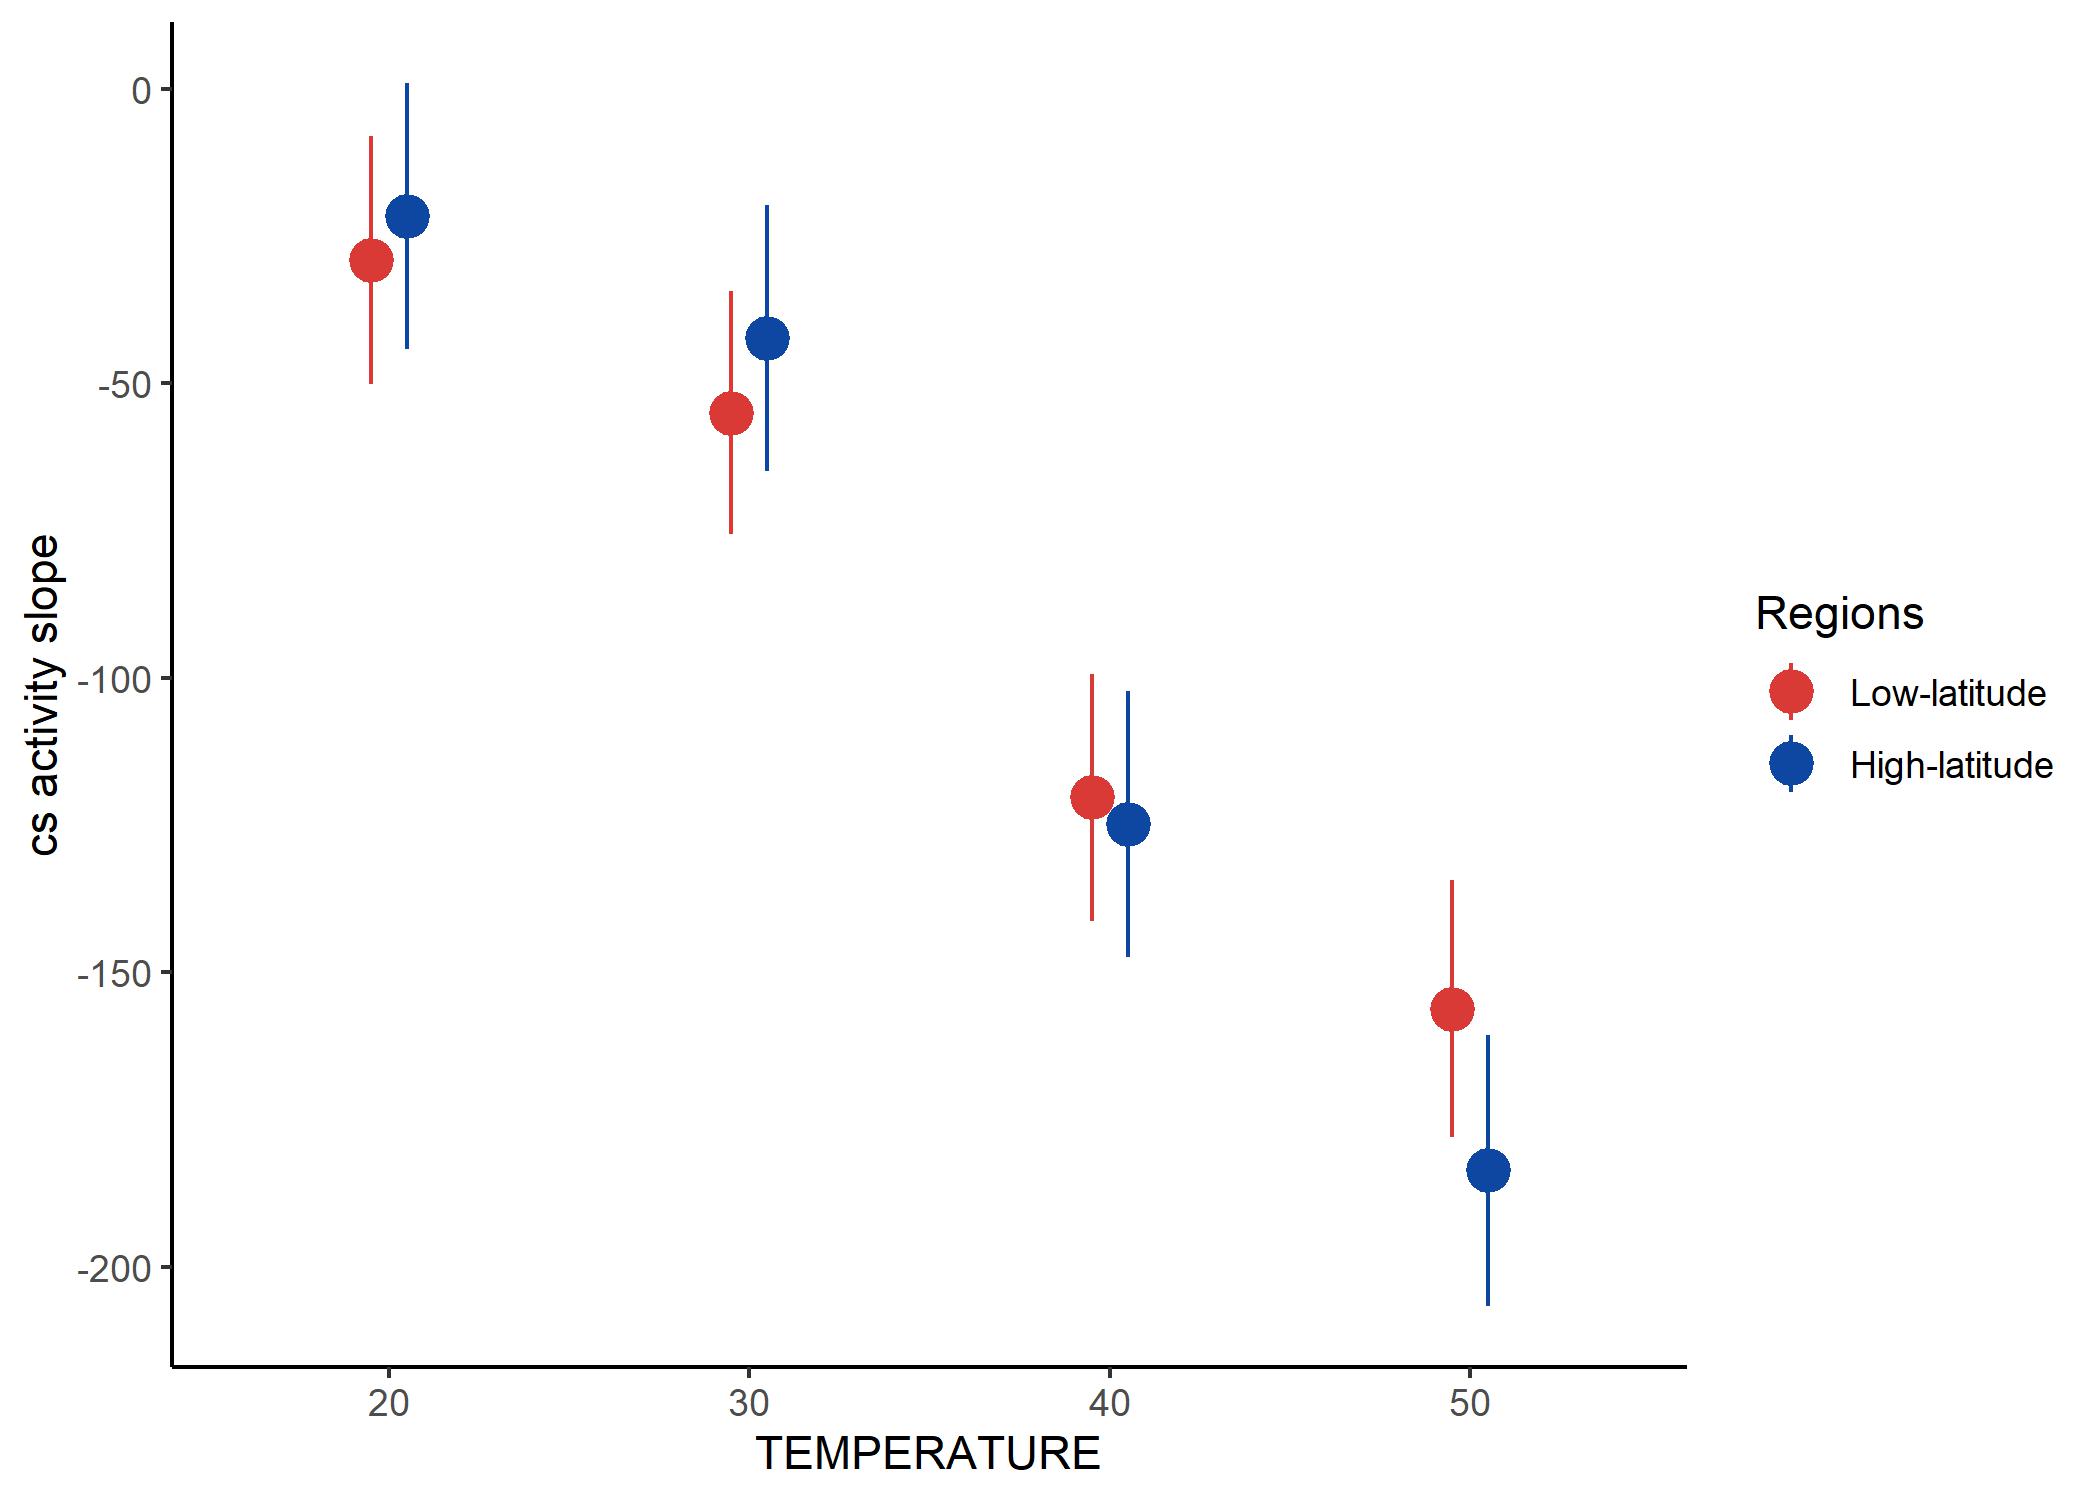 0
-50
-100
-150
-200
cs activity slope
20 30 40 50
TEMPERATURE
Regions
Low-latitude
High-latitude